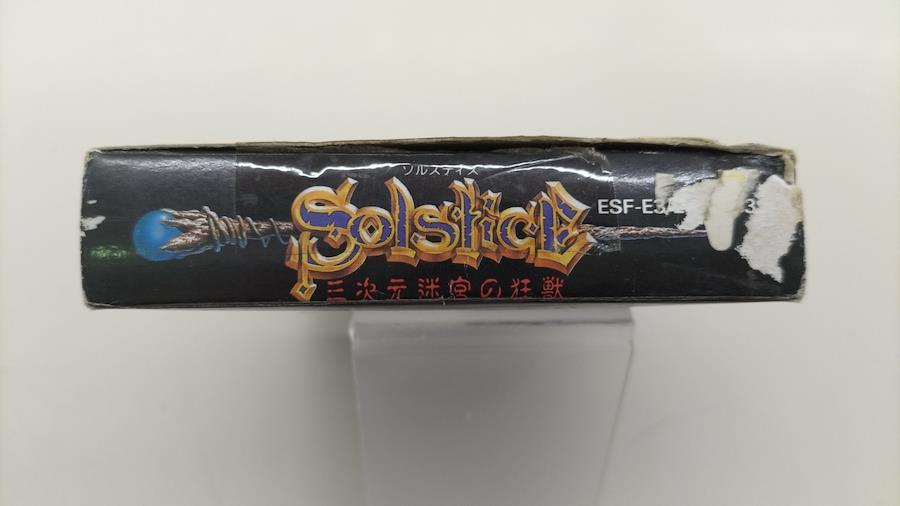 ソルスティス
Solstice
ESF-E3
三次元迷宮の狂獣